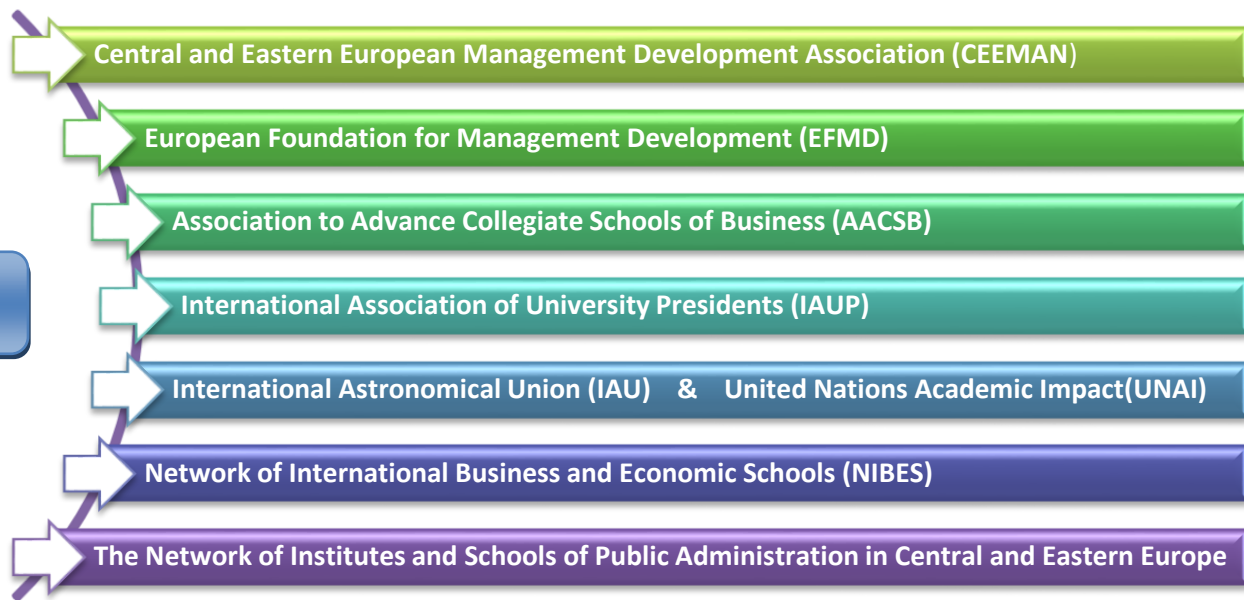 Central and Eastern European Management Development Association (CEEMAN)
European Foundation for Management Development (EFMD)
Association to Advance Collegiate Schools of Business (AACSB)
International Association of University Presidents (IAUP)
International Astronomical Union (IAU) & United Nations Academic Impact(UNAI)
Network of International Business and Economic Schools (NIBES)
The Network of Institutes and Schools of Public Administration in Central and Eastern Europe